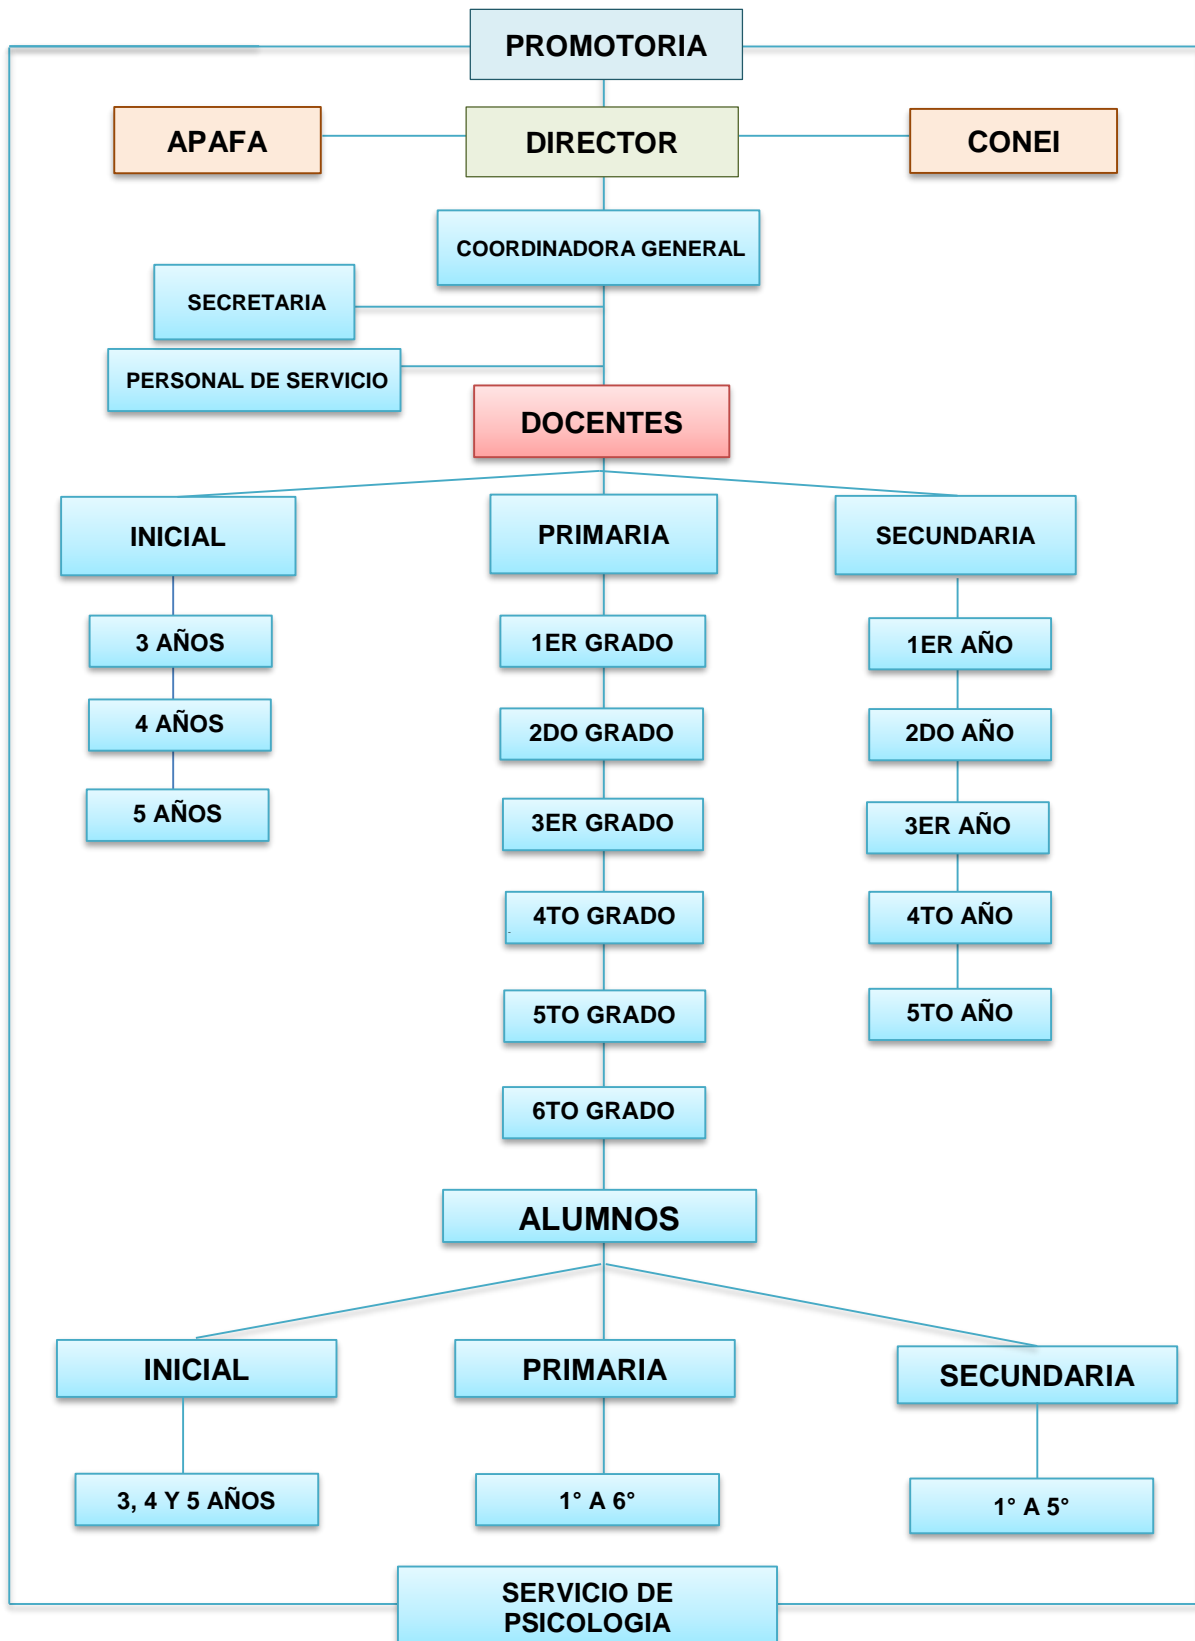 PROMOTORIA
APAFA
DIRECTOR
CONEI
COORDINADORA GENERAL
SECRETARIA
PERSONAL DE SERVICIO
DOCENTES
INICIAL
PRIMARIA
SECUNDARIA
3 AÑOS
1ER GRADO
1ER AÑO
4 AÑOS
2DO GRADO
2DO AÑO
5 AÑOS
3ER GRADO
3ER AÑO
4TO GRADO
4TO AÑO
5TO GRADO
5TO AÑO
6TO GRADO
ALUMNOS
INICIAL
PRIMARIA
SECUNDARIA
3, 4 Y 5 AÑOS
1° A 6°
1° A 5°
SERVICIO DE
PSICOLOGIA